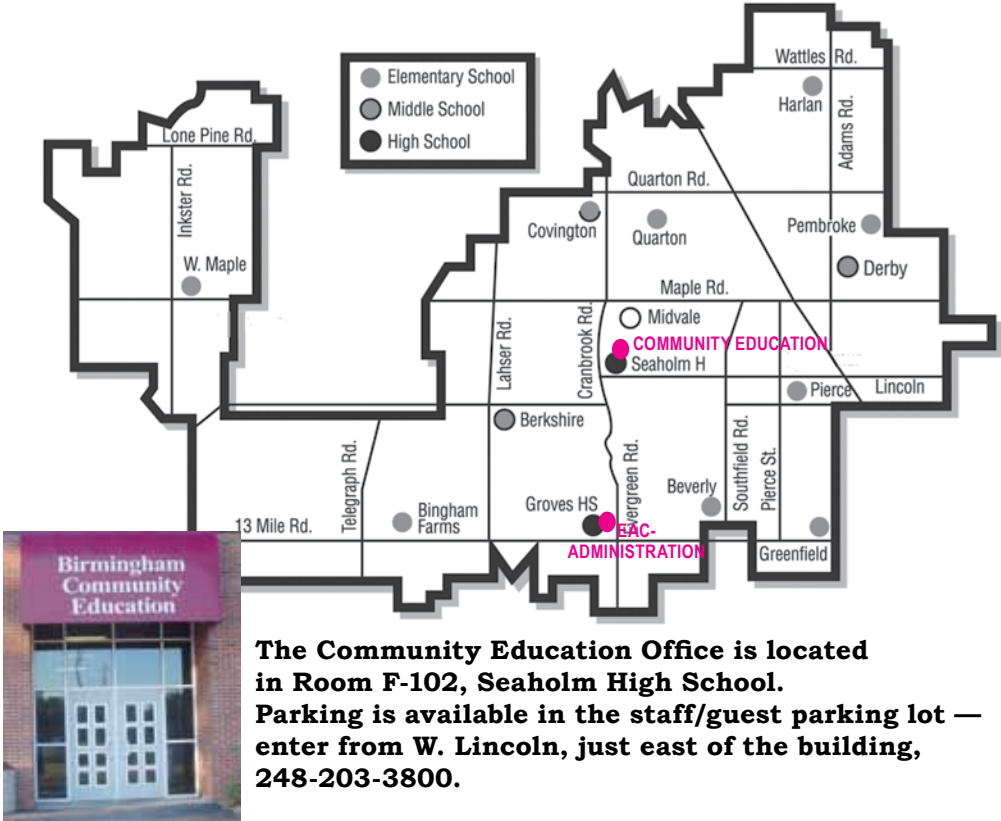 Wattles Rd.
Elementary School
Harlan
Middle School
Adams Rd.
Lone Pine Rd.
High School
Inkster Rd.
Quarton Rd.
Covington
Quarton
Pembroke
W. Maple
Derby
Maple Rd.
Midvale
COMMUNITY EDUCATION
Lahser Rd.
Cranbrook Rd.
Seaholm H
Pierce
Lincoln
Berkshire
Telegraph Rd.
Evergreen Rd.
Southfield Rd.
Pierce St.
Beverly
Bingham
Farms
Groves HS
13 Mile Rd.
EAC-
ADMINISTRATION
Greenfield
Birmingham
Community
Education
The Community Education Office is located
in Room F-102, Seaholm High School.
Parking is available in the staff/guest parking lot —
enter from W. Lincoln, just east of the building,
248-203-3800.